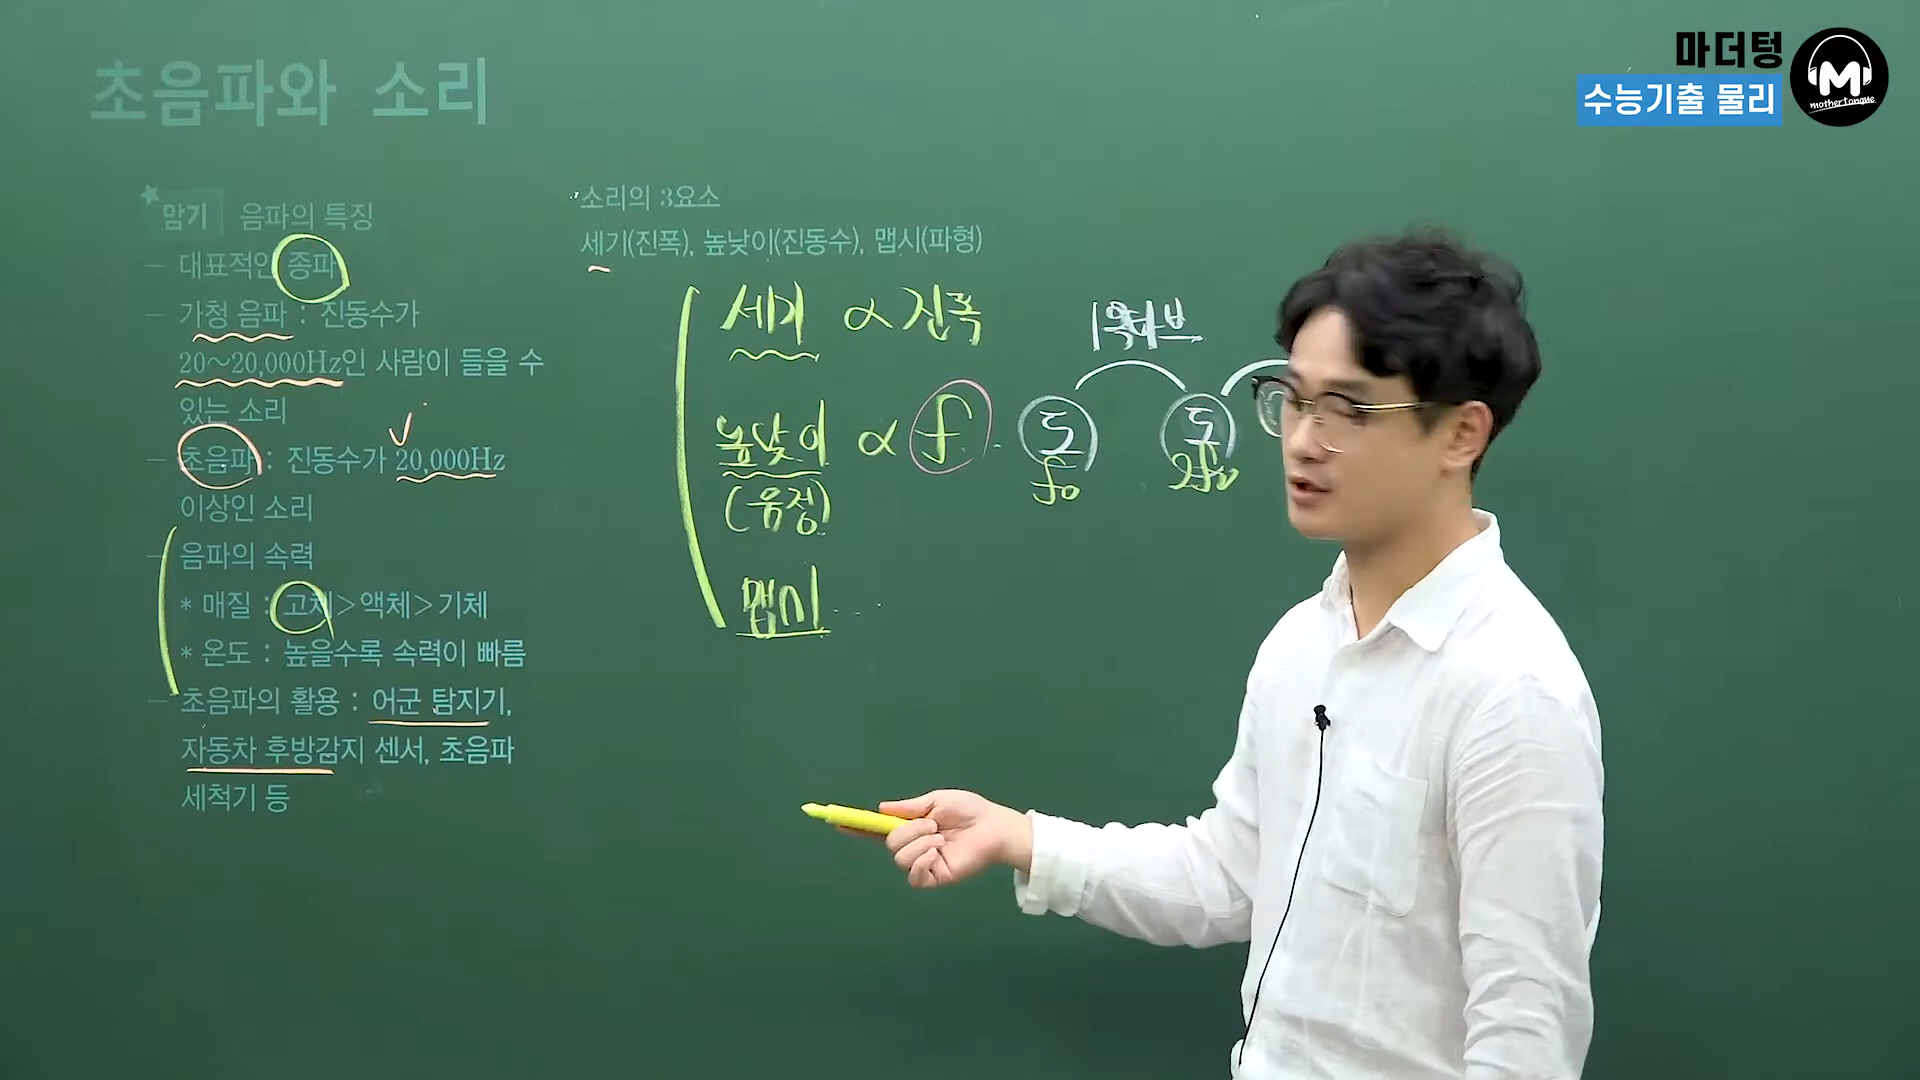 마더텅
수능기출 물리
M
mothertongue
초음파와 소리
암기 음파의 특징
– 대표적인 종파
– 가청 음파 : 진동수가
20~20,000Hz인 사람이 들을 수
있는 소리
– 초음파 : 진동수가 20,000Hz
이상인 소리
– 음파의 속력
* 매질 : 고체>액체>기체
* 온도 : 높을수록 속력이 빠름
– 초음파의 활용 : 어군 탐지기,
자동차 후방감지 센서, 초음파
세척기 등
소리의 3요소
세기(진폭), 높낮이(진동수), 맵시(파형)
세기 ∝ 진폭
1옥타브
높낮이 ∝ f
(음정)
도 도
f₀ 2f₀
맵시